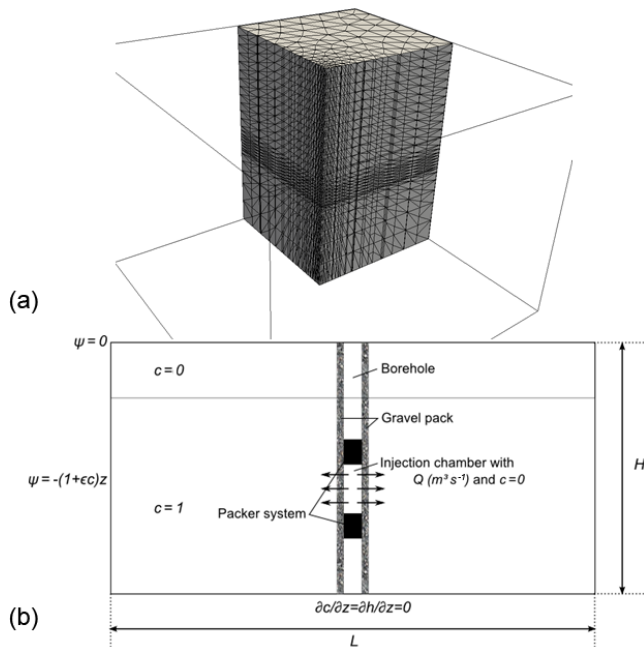 (a)
ψ = 0
c = 0
Borehole
Gravel pack
H
ψ = -(1+ϵc)z
Injection chamber with
Q (m³ s⁻¹) and c=0
c = 1
Packer system
∂c/∂z=∂h/∂z=0
(b)
L